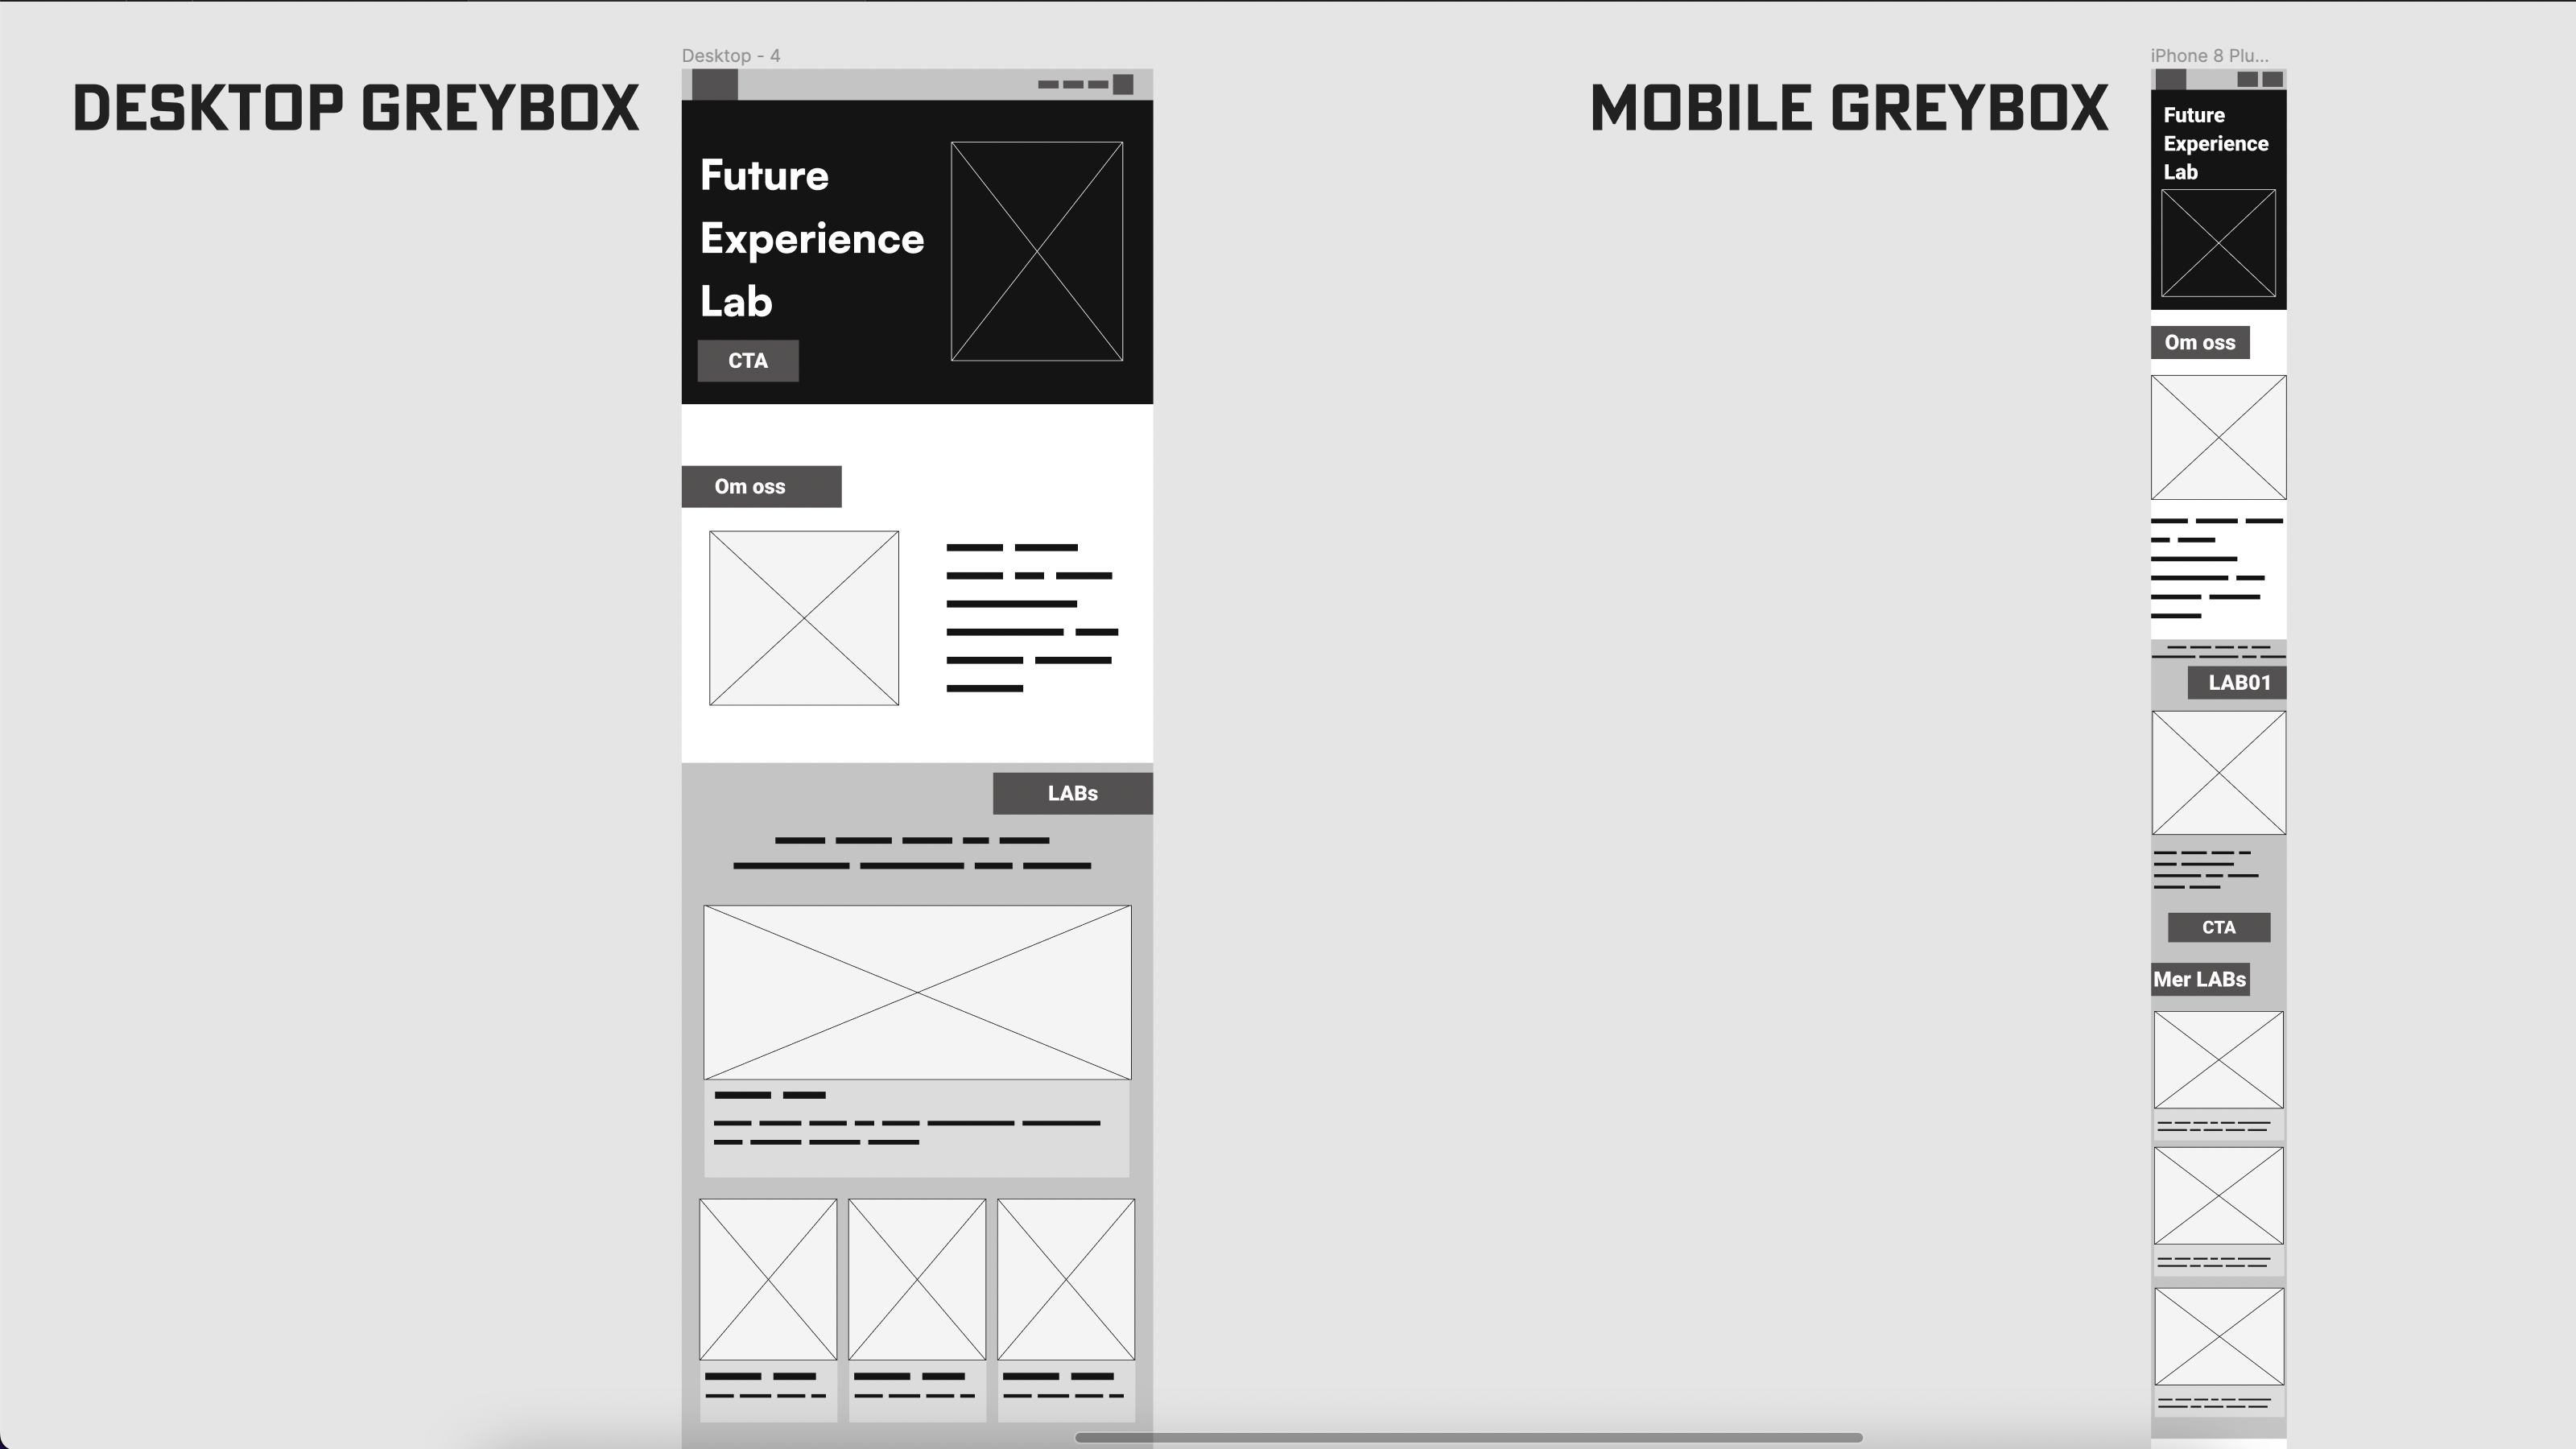 Desktop - 4
DESKTOP GREYBOX
Future
Experience
Lab
CTA
Om oss
LABs
iPhone 8 Plu...
MOBILE GREYBOX
Future
Experience
Lab
Om oss
LAB01
CTA
Mer LABs